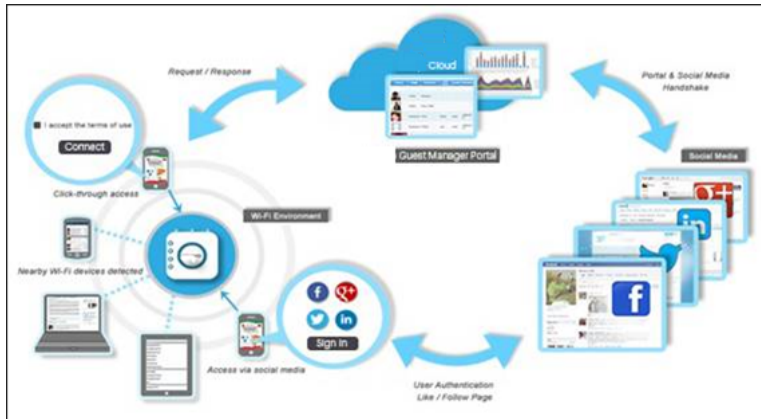 Cloud
Request / Response
Portal & Social Media
Handshake
I accept the terms of use
Connect
Guest Manager Portal
Social Media
Click-through access
Wi-Fi Environment
Nearby Wi-Fi devices detected
f
g+
in
Sign In
Access via social media
g+
in
f
User Authentication
Like / Follow Page